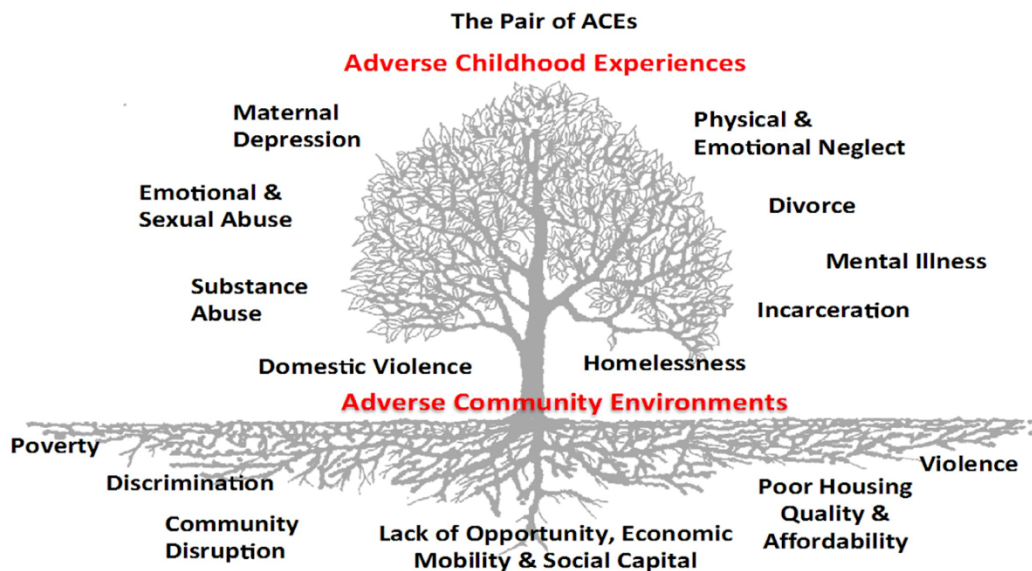 The Pair of ACEs
Adverse Childhood Experiences
Maternal
Depression
Physical &
Emotional Neglect
Emotional &
Sexual Abuse
Divorce
Mental Illness
Substance
Abuse
Incarceration
Domestic Violence
Homelessness
Adverse Community Environments
Poverty
Violence
Discrimination
Poor Housing
Quality &
Affordability
Community
Disruption
Lack of Opportunity, Economic
Mobility & Social Capital